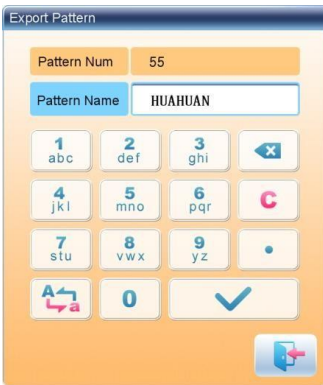 Export Pattern
Pattern Num 55
Pattern Name HUAHUAN
1 2 3
abc def ghi
4 5 6 C
jkl mno pqr
7 8 9 .
stu vwx yz
A a 0